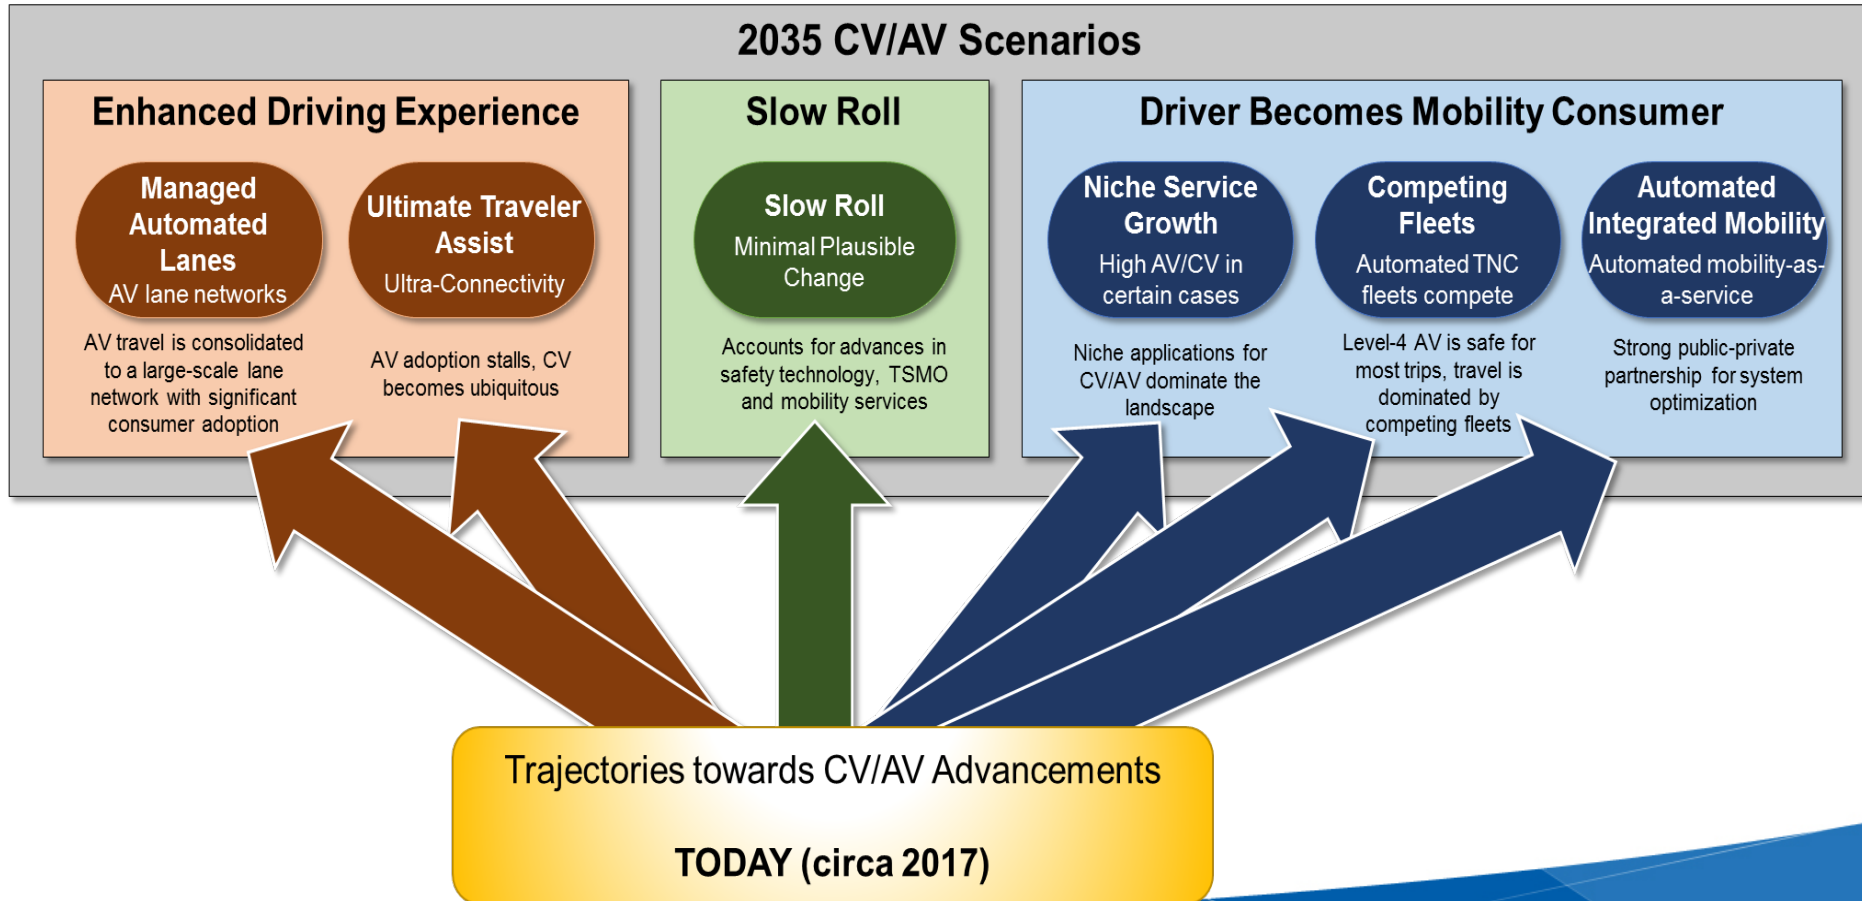 2035 CV/AV Scenarios
Enhanced Driving Experience
Managed
Automated
Lanes
AV lane networks
AV travel is consolidated
to a large-scale lane
network with significant
consumer adoption
Ultimate Traveler
Assist
Ultra-Connectivity
AV adoption stalls, CV
becomes ubiquitous
Slow Roll
Slow Roll
Minimal Plausible
Change
Accounts for advances in
safety technology, TSMO
and mobility services
Driver Becomes Mobility Consumer
Niche Service
Growth
High AV/CV in
certain cases
Niche applications for
CV/AV dominate the
landscape
Competing
Fleets
Automated TNC
fleets compete
Level-4 AV is safe for
most trips, travel is
dominated by
competing fleets
Automated
Integrated Mobility
Automated mobility-as-
a-service
Strong public-private
partnership for system
optimization
Trajectories towards CV/AV Advancements
TODAY (circa 2017)